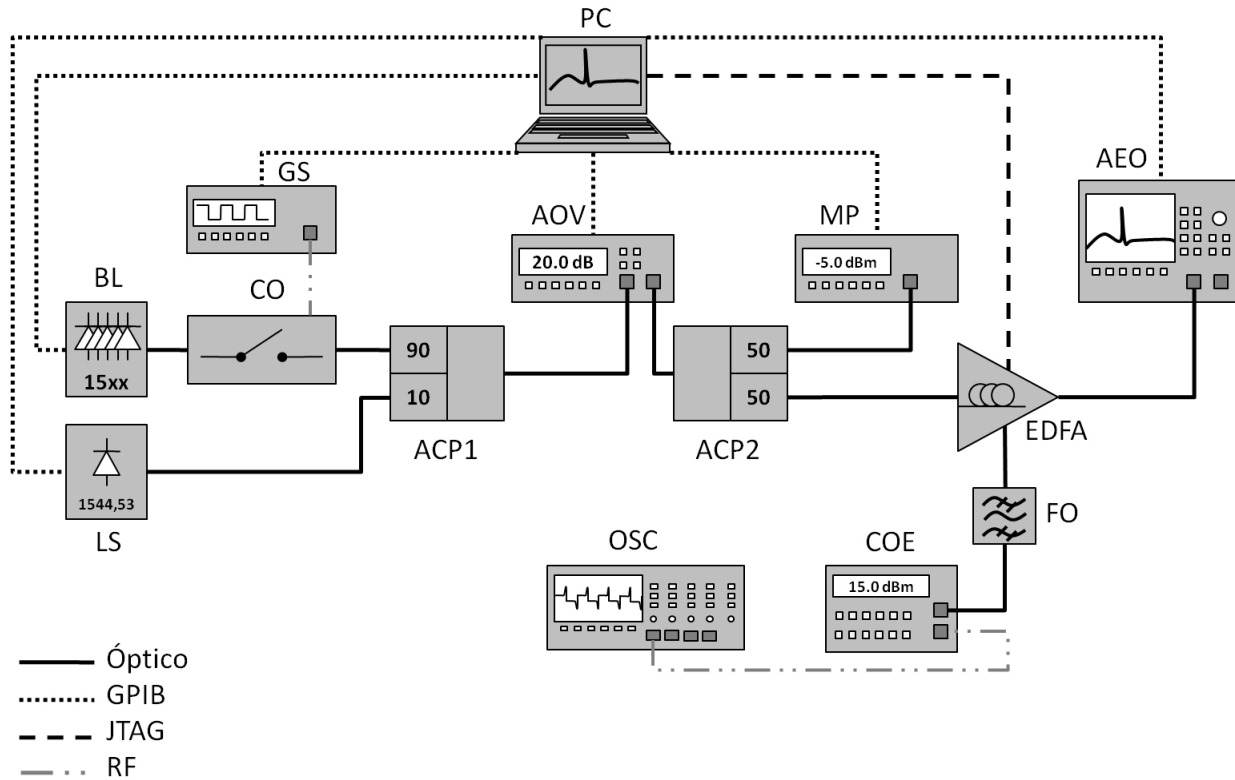 PC
GS
AOV
MP
AEO
20.0 dB
-5.0 dBm
BL
CO
15xx
90
10
50
50
ACP1
ACP2
EDFA
1544,53
LS
FO
OSC
COE
15.0 dBm
Óptico
GPIB
JTAG
RF